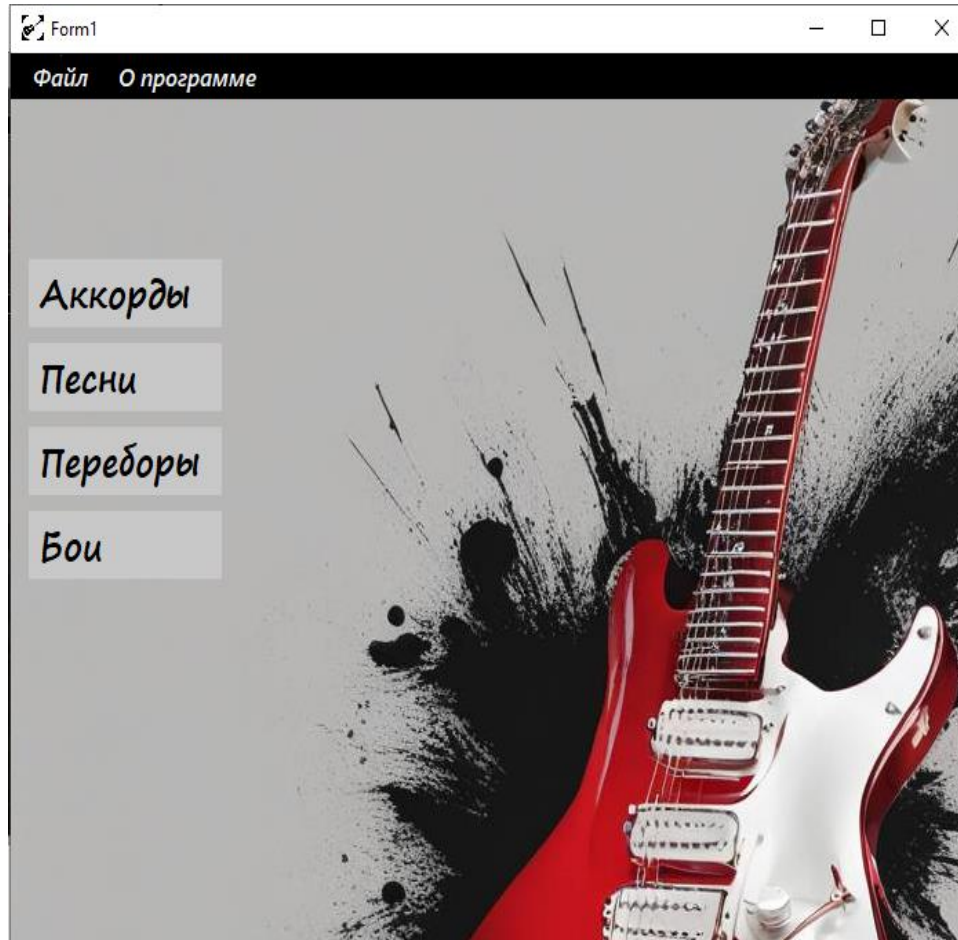 Form1
Файл О программе
Аккорды
Песни
Переборы
Бои